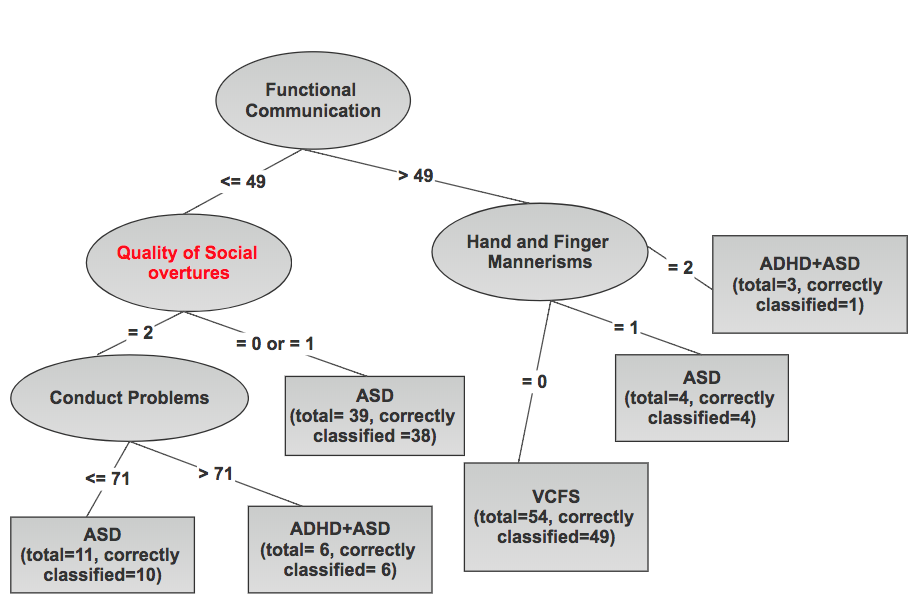 Functional
Communication
<= 49
> 49
Quality of Social
overtures
Hand and Finger
Mannerisms
= 2
ADHD+ASD
(total=3, correctly
classified=1)
= 2
= 0 or = 1
= 1
= 0
Conduct Problems
ASD
(total= 39, correctly
classified =38)
ASD
(total=4, correctly
classified=4)
<= 71
> 71
ASD
(total=11, correctly
classified=10)
ADHD+ASD
(total= 6, correctly
classified= 6)
VCFS
(total=54, correctly
classified=49)